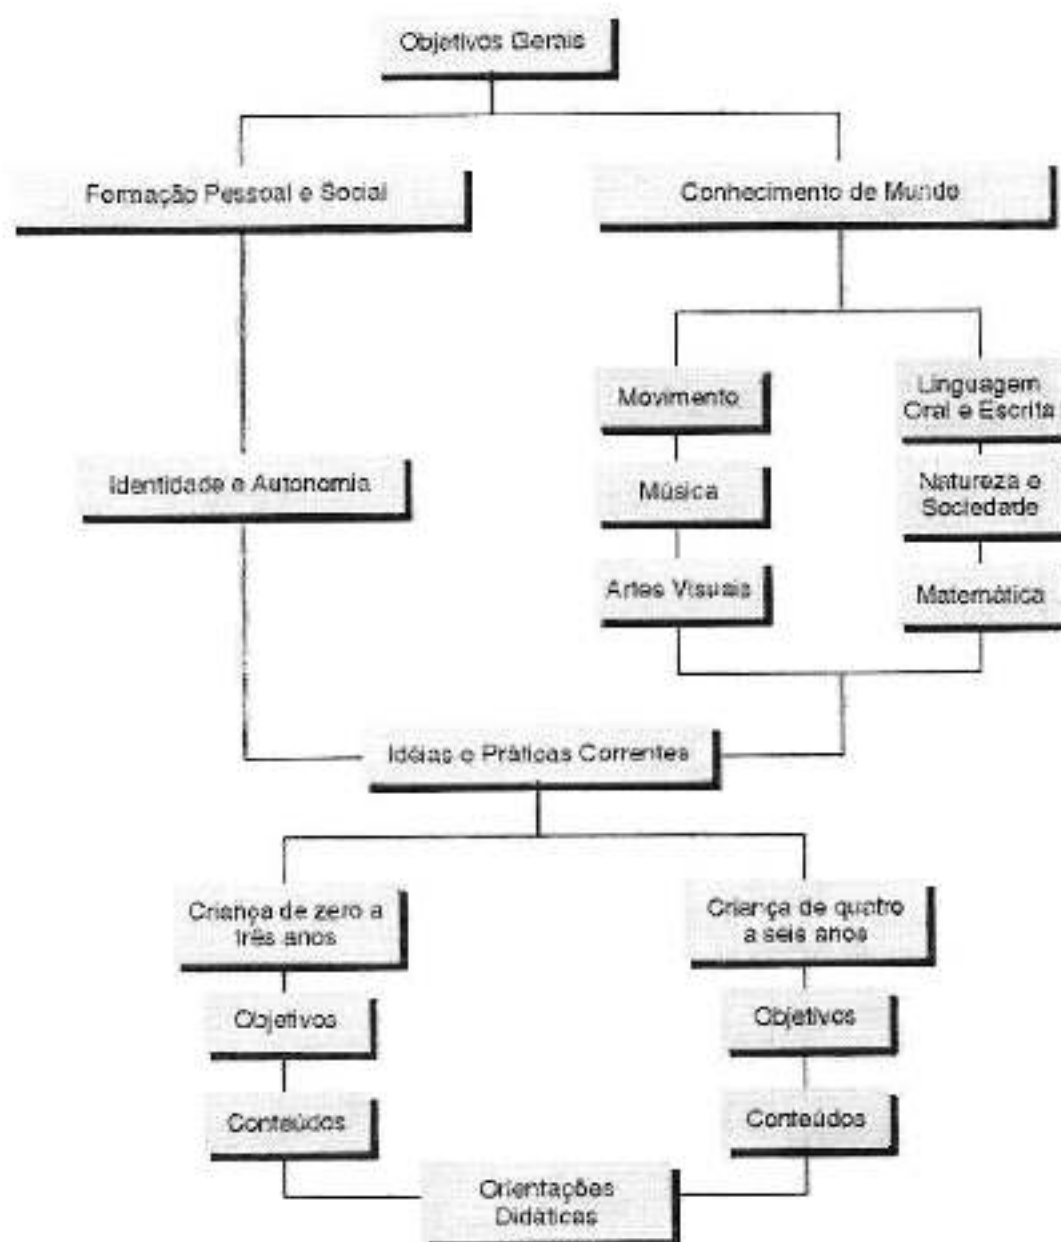 Objetivos Gerais
Formação Pessoal e Social
Conhecimento de Mundo
Identidade e Autonomia
Movimento
Música
Artes Visuais
Linguagem
Oral e Escrita
Natureza e
Sociedade
Matemática
Idéias e Práticas Correntes
Criança de zero a
três anos
Objetivos
Conteúdos
Criança de quatro
a seis anos
Objetivos
Conteúdos
Orientações
Didáticas